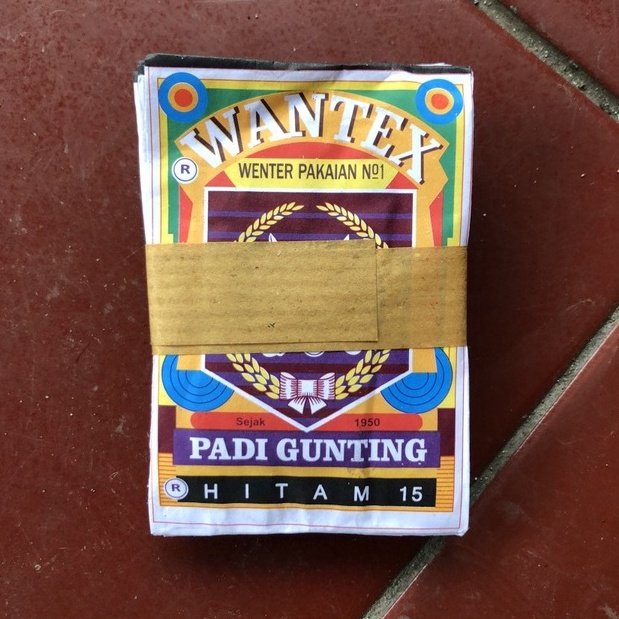 WANTEX
® WENTER PAKAIAN Nº1
Sejak 1950
PADI GUNTING
® HITAM 15